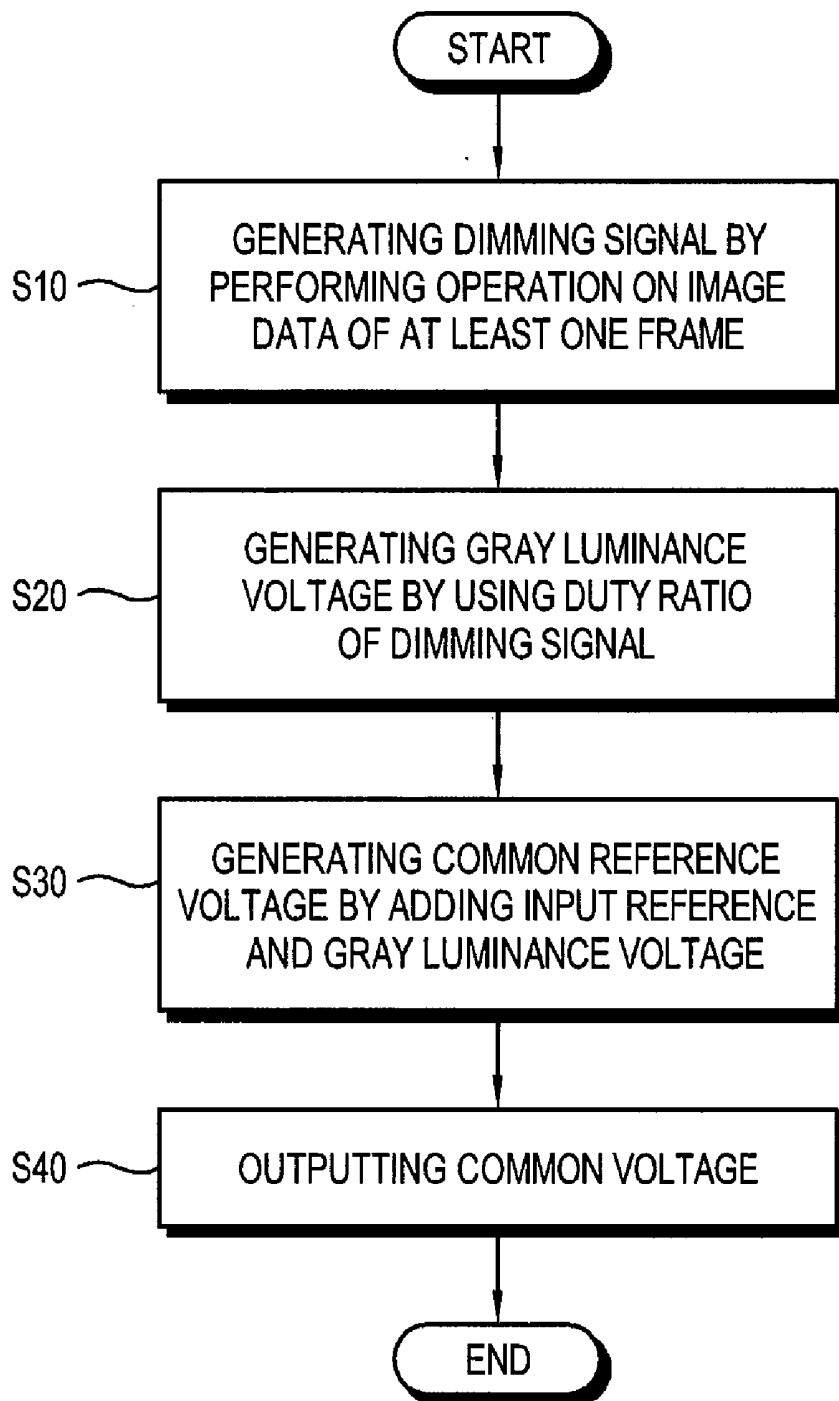 START
S10
GENERATING DIMMING SIGNAL BY
PERFORMING OPERATION ON IMAGE
DATA OF AT LEAST ONE FRAME
S20
GENERATING GRAY LUMINANCE
VOLTAGE BY USING DUTY RATIO
OF DIMMING SIGNAL
S30
GENERATING COMMON REFERENCE
VOLTAGE BY ADDING INPUT REFERENCE
AND GRAY LUMINANCE VOLTAGE
S40
OUTPUTTING COMMON VOLTAGE
END